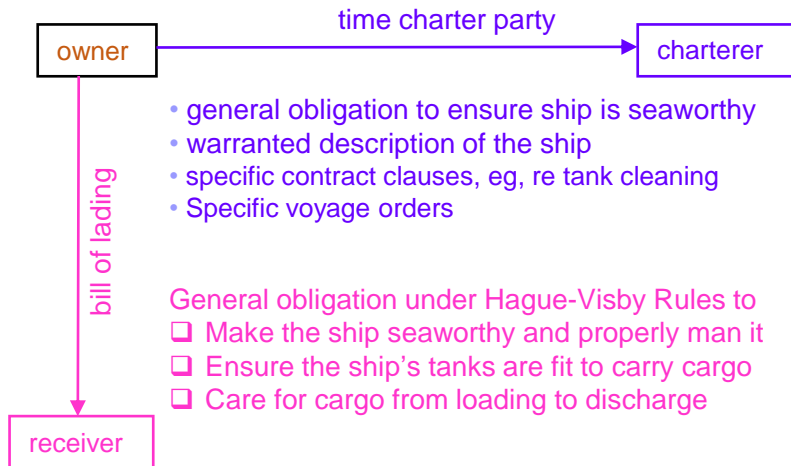 time charter party
owner
charterer
• general obligation to ensure ship is seaworthy
• warranted description of the ship
• specific contract clauses, eg, re tank cleaning
• Specific voyage orders
bill of lading
General obligation under Hague-Visby Rules to
❑ Make the ship seaworthy and properly man it
❑ Ensure the ship's tanks are fit to carry cargo
❑ Care for cargo from loading to discharge
receiver